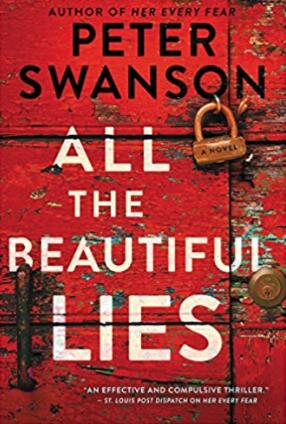 AUTHOR OF HER EVERY FEAR
PETER
SWANSON
A NOVEL
ALL
THE
BEAUTIFUL
LIES
"AN EFFECTIVE AND COMPULSIVE THRILLER."
– ST. LOUIS POST DISPATCH ON HER EVERY FEAR